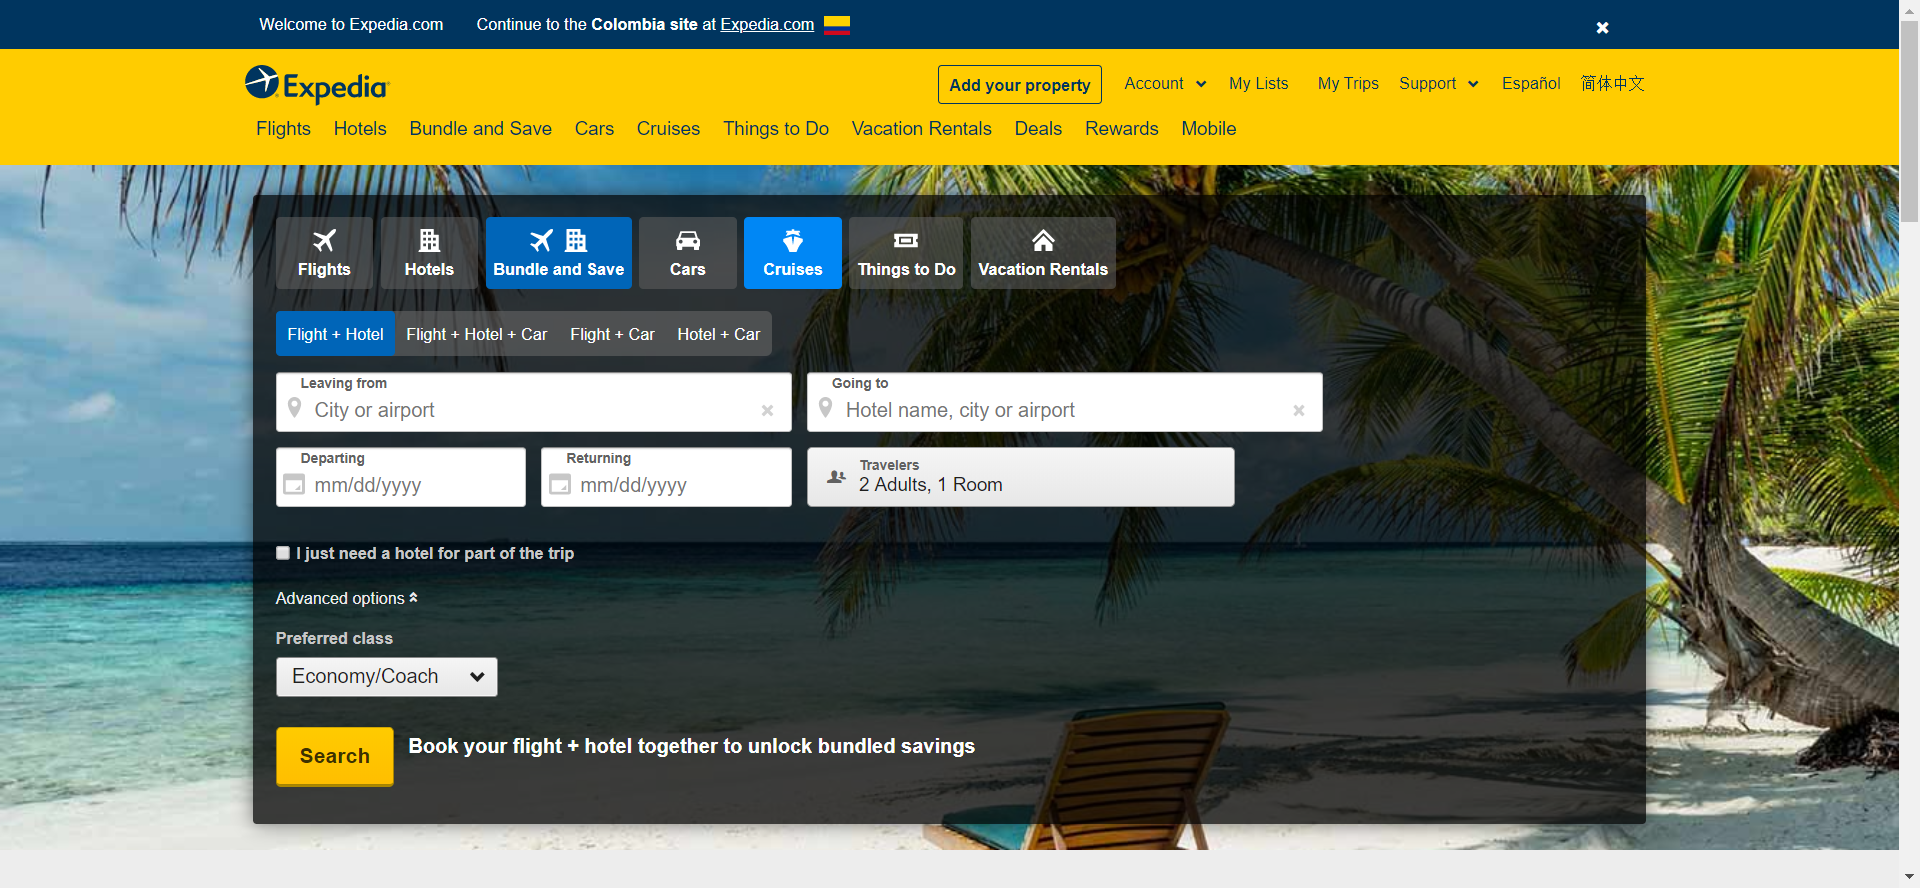 Welcome to Expedia.com
Continue to the Colombia site at Expedia.com
Expedia
Add your property
Account
My Lists
My Trips
Support
Español
简体中文
Flights
Hotels
Bundle and Save
Cars
Cruises
Things to Do
Vacation Rentals
Deals
Rewards
Mobile
Flights
Hotels
Bundle and Save
Cars
Cruises
Things to Do
Vacation Rentals
Flight + Hotel
Flight + Hotel + Car
Flight + Car
Hotel + Car
Leaving from
City or airport
Going to
Hotel name, city or airport
Departing
mm/dd/yyyy
Returning
mm/dd/yyyy
Travelers
2 Adults, 1 Room
I just need a hotel for part of the trip
Advanced options
Preferred class
Economy/Coach
Search
Book your flight + hotel together to unlock bundled savings